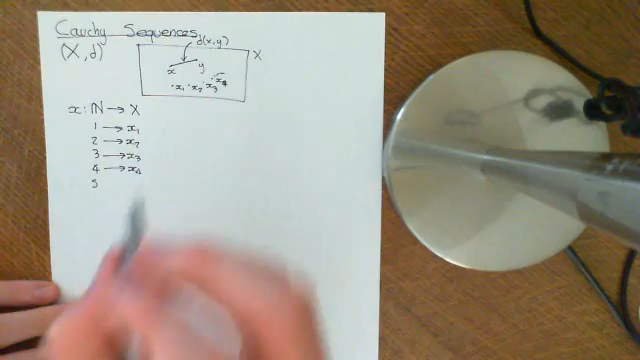 Cauchy Sequences
d(x,y)
(X, d)
X
x y
x₁ x₂ x₃ x₄
x: ℕ → X
1 → x₁
2 → x₂
3 → x₃
4 → x₄
5